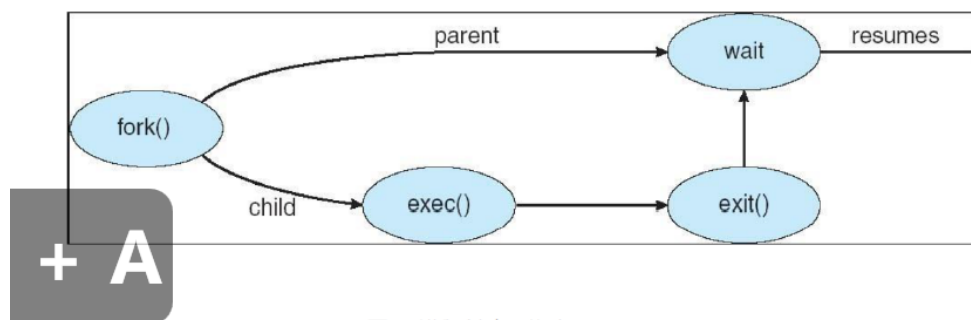 parent
wait
resumes
fork()
child
exec()
exit()
+ A